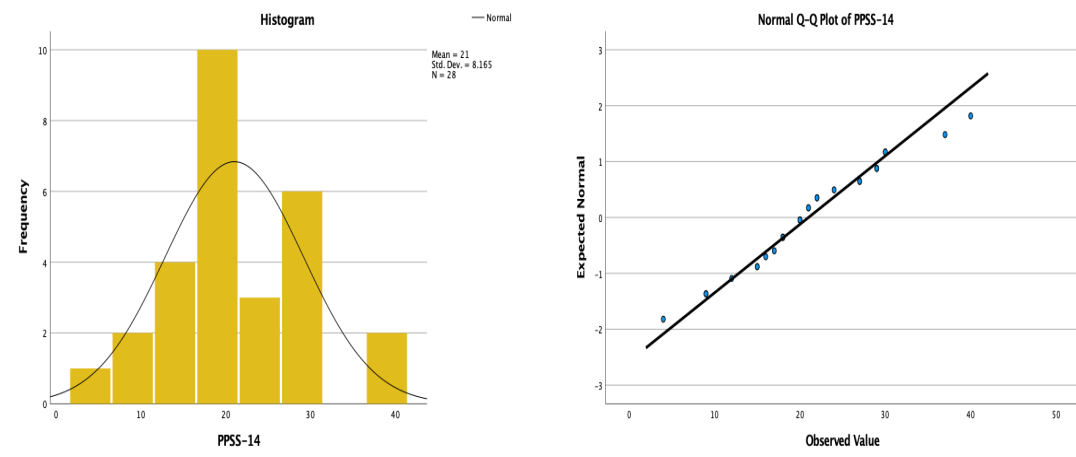 Histogram
Normal
Mean = 21
Std. Dev. = 8.165
N = 28
Frequency
10
8
6
4
2
0
0 10 20 30 40
PPSS-14
Normal Q-Q Plot of PPSS-14
Expected Normal
3
2
1
0
-1
-2
-3
0 10 20 30 40 50
Observed Value